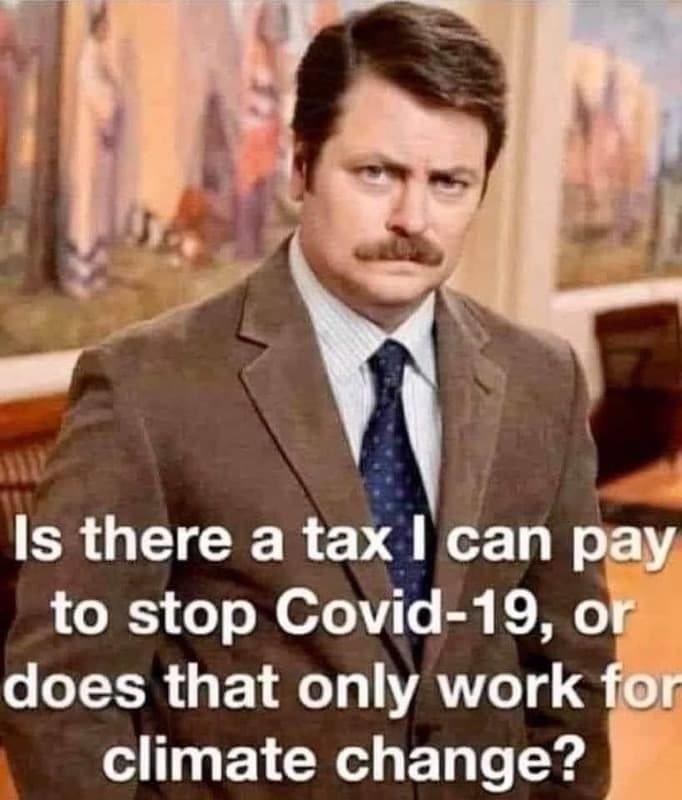 Is there a tax I can pay
to stop Covid-19, or
does that only work for
climate change?